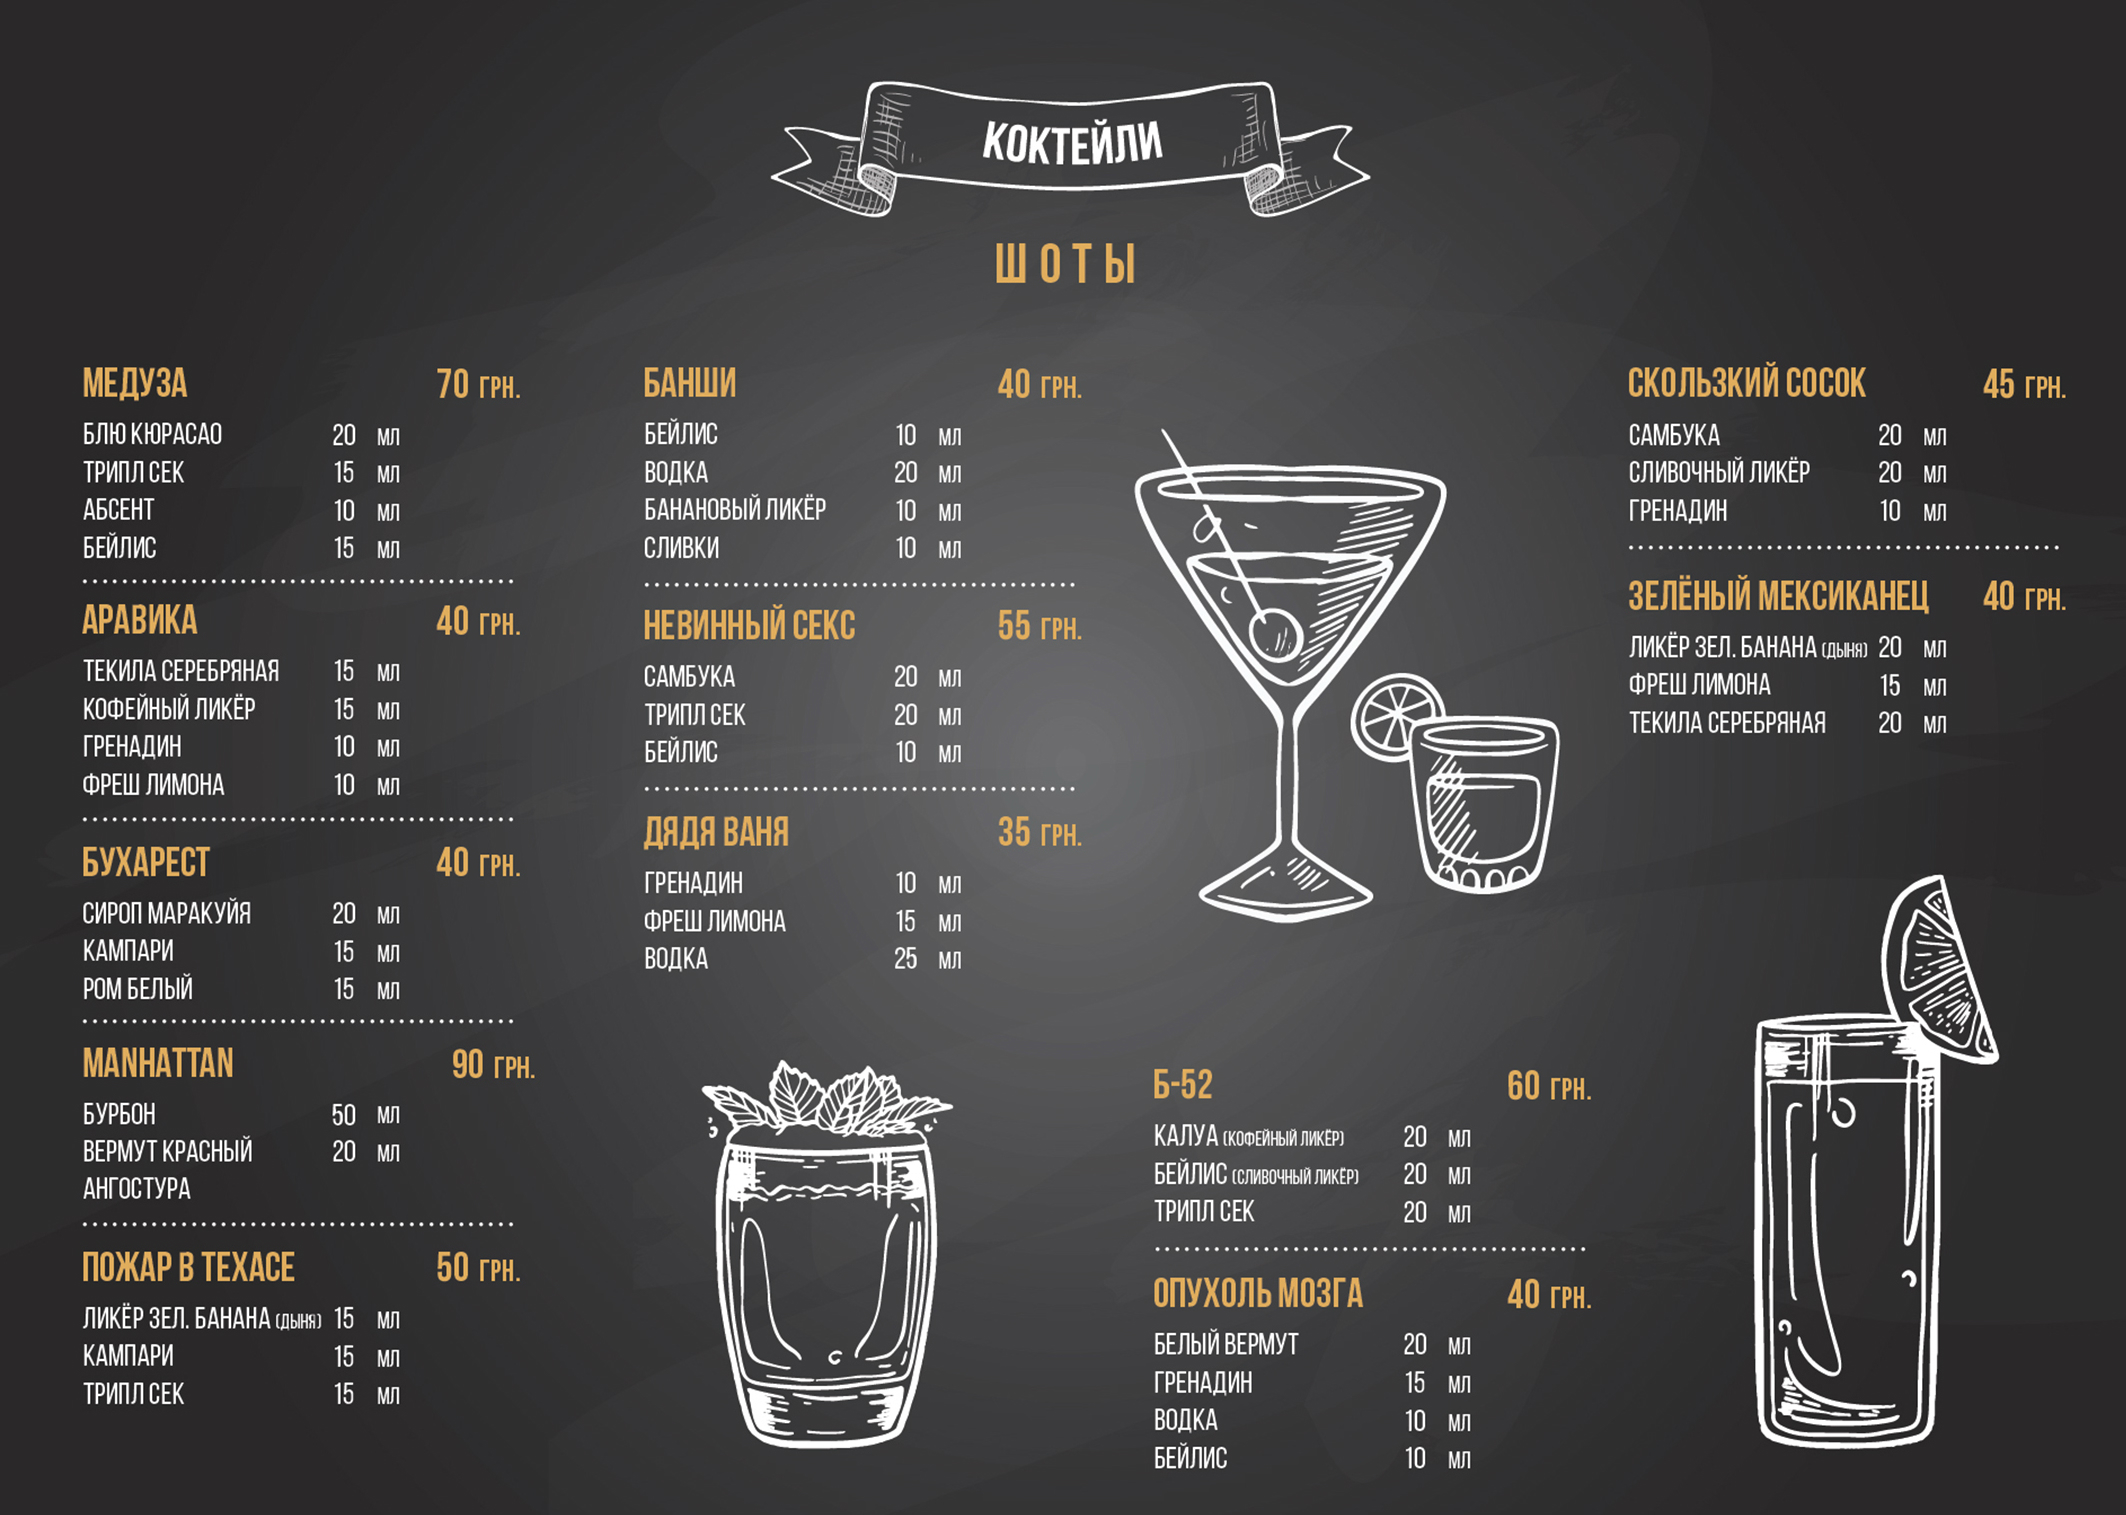 КОКТЕЙЛИ
ШОТЫ
МЕДУЗА 70 ГРН.
БЛЮ КЮРАСАО 20 МЛ
ТРИПЛ СЕК 15 МЛ
АБСЕНТ 10 МЛ
БЕЙЛИС 15 МЛ
АРАВИКА 40 ГРН.
ТЕКИЛА СЕРЕБРЯНАЯ 15 МЛ
КОФЕЙНЫЙ ЛИКЁР 15 МЛ
ГРЕНАДИН 10 МЛ
ФРЕШ ЛИМОНА 10 МЛ
БУХАРЕСТ 40 ГРН.
СИРОП МАРАКУЙЯ 20 МЛ
КАМПАРИ 15 МЛ
РОМ БЕЛЫЙ 15 МЛ
MANHATTAN 90 ГРН.
БУРБОН 50 МЛ
ВЕРМУТ КРАСНЫЙ 20 МЛ
АНГОСТУРА
ПОЖАР В ТЕХАСЕ 50 ГРН.
ЛИКЁР ЗЕЛ. БАНАНА (ДЫНЯ) 15 МЛ
КАМПАРИ 15 МЛ
ТРИПЛ СЕК 15 МЛ
БАНШИ 40 ГРН.
БЕЙЛИС 10 МЛ
ВОДКА 20 МЛ
БАНАНОВЫЙ ЛИКЁР 10 МЛ
СЛИВКИ 10 МЛ
НЕВИННЫЙ СЕКС 55 ГРН.
САМБУКА 20 МЛ
ТРИПЛ СЕК 20 МЛ
БЕЙЛИС 10 МЛ
ДЯДЯ ВАНЯ 35 ГРН.
ГРЕНАДИН 10 МЛ
ФРЕШ ЛИМОНА 15 МЛ
ВОДКА 25 МЛ
Б-52 60 ГРН.
КАЛУА (КОФЕЙНЫЙ ЛИКЁР) 20 МЛ
БЕЙЛИС (СЛИВОЧНЫЙ ЛИКЁР) 20 МЛ
ТРИПЛ СЕК 20 МЛ
ОПУХОЛЬ МОЗГА 40 ГРН.
БЕЛЫЙ ВЕРМУТ 20 МЛ
ГРЕНАДИН 15 МЛ
ВОДКА 10 МЛ
БЕЙЛИС 10 МЛ
СКОЛЬЗКИЙ СОСОК 45 ГРН.
САМБУКА 20 МЛ
СЛИВОЧНЫЙ ЛИКЁР 20 МЛ
ГРЕНАДИН 10 МЛ
ЗЕЛЁНЫЙ МЕКСИКАНЕЦ 40 ГРН.
ЛИКЁР ЗЕЛ. БАНАНА (ДЫНЯ) 20 МЛ
ФРЕШ ЛИМОНА 15 МЛ
ТЕКИЛА СЕРЕБРЯНАЯ 20 МЛ